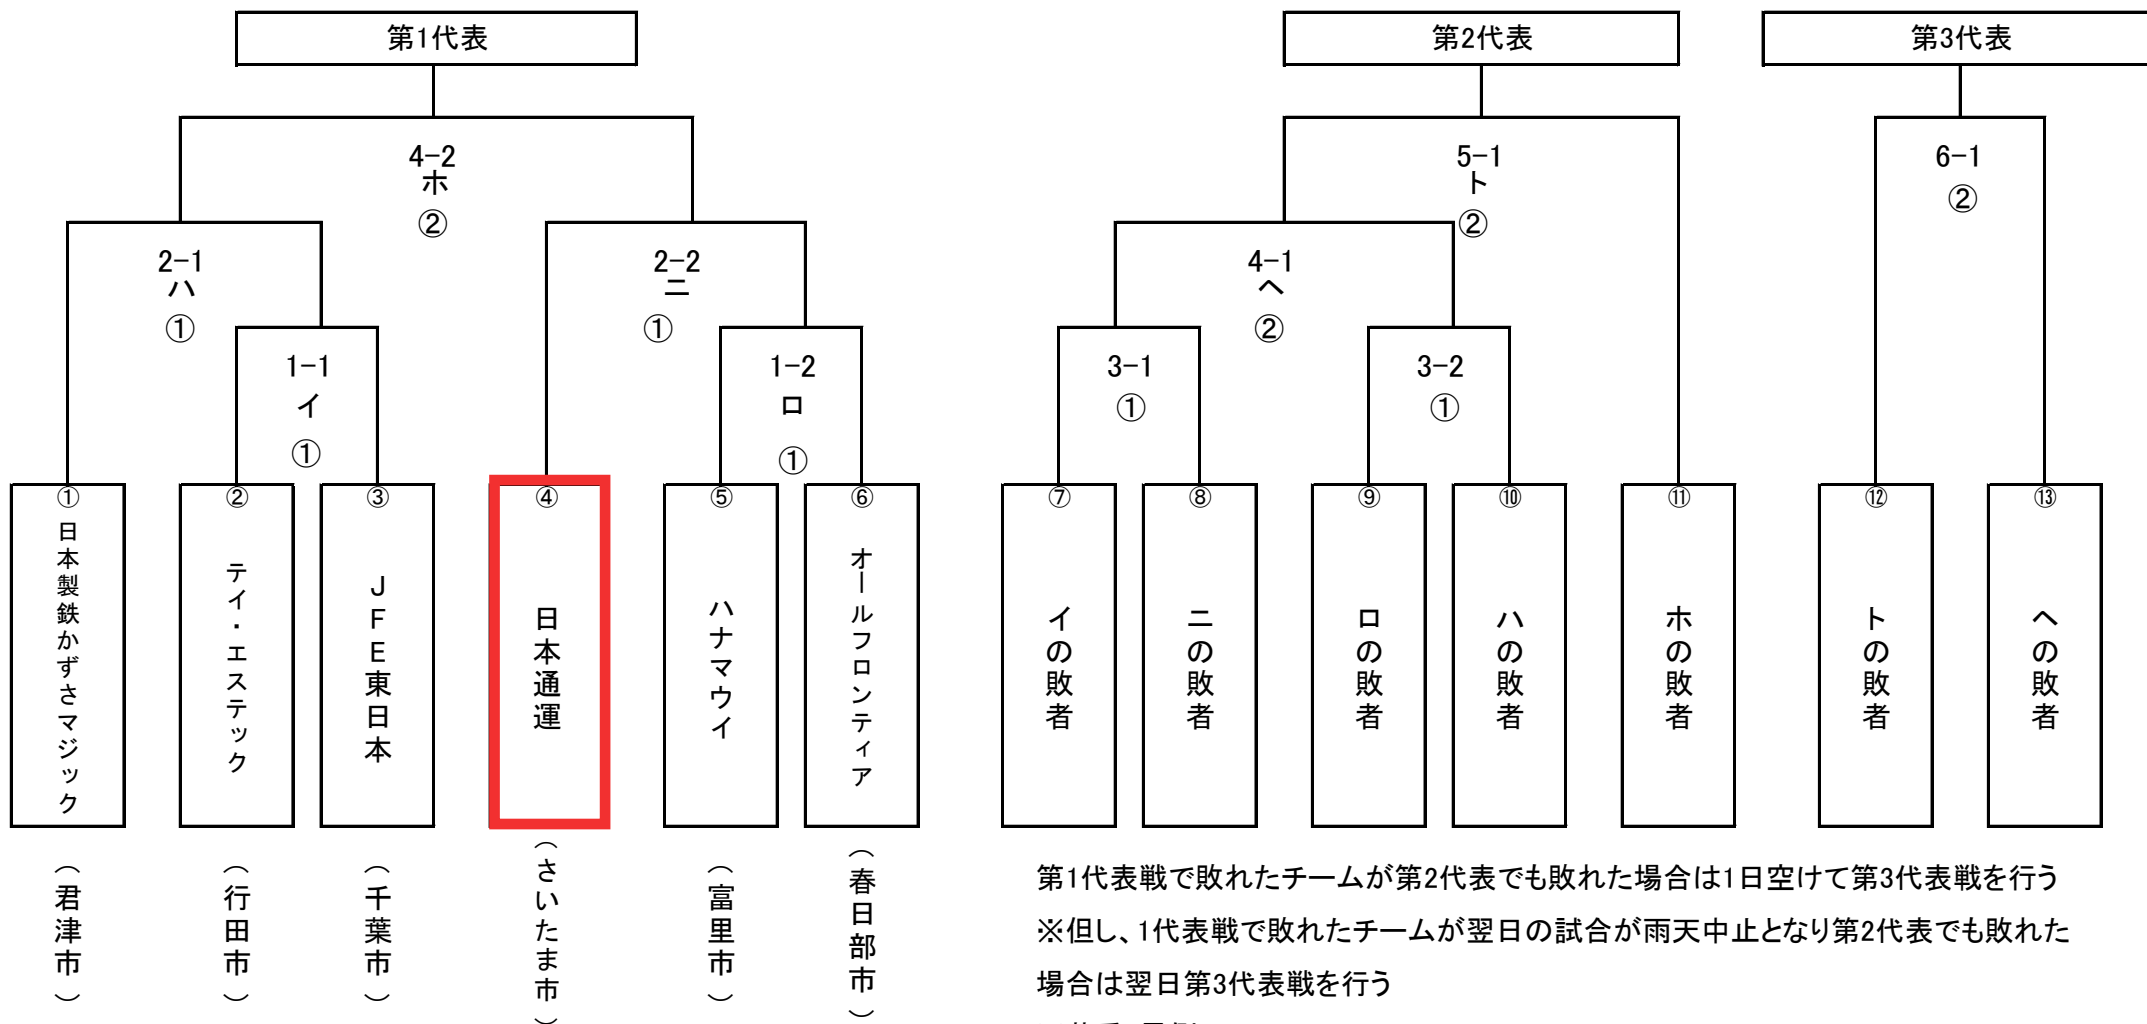 第1代表
第2代表
第3代表
4-2
ホ
②
5-1
ト
②
6-1
②
2-1
ハ
①
2-2
ニ
①
4-1
ヘ
②
1-1
イ
①
1-2
ロ
①
3-1
①
3-2
①
①
日本製鉄かずさマジック
（君津市）
②
テイ・エステック
（行田市）
③
JFE東日本
（千葉市）
④
日本通運
（さいたま市）
⑤
ハナマウイ
（富里市）
⑥
オールフロンティア
（春日部市）
⑦
イの敗者
⑧
ニの敗者
⑨
ロの敗者
⑩
ハの敗者
⑪
ホの敗者
⑫
トの敗者
⑬
ヘの敗者
第1代表戦で敗れたチームが第2代表でも敗れた場合は1日空けて第3代表戦を行う
※但し、1代表戦で敗れたチームが翌日の試合が雨天中止となり第2代表でも敗れた
場合は翌日第3代表戦を行う